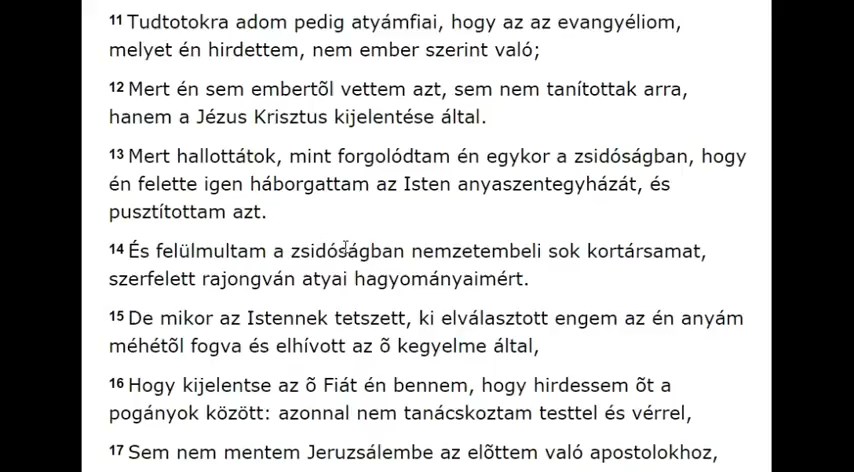 11 Tudtotokra adom pedig atyámfiai, hogy az az evangyéliom,
melyet én hirdettem, nem ember szerint való;
12 Mert én sem embertõl vettem azt, sem nem tanítottak arra,
hanem a Jézus Krisztus kijelentése által.
13 Mert hallottátok, mint forgolódtam én egykor a zsidóságban, hogy
én felette igen háborgattam az Isten anyaszentegyházát, és
pusztítottam azt.
14 És felülmultam a zsidóságban nemzetembeli sok kortársamat,
szerfelett rajongván atyai hagyományaimért.
15 De mikor az Istennek tetszett, ki elválasztott engem az én anyám
méhétõl fogva és elhívott az õ kegyelme által,
16 Hogy kijelentse az õ Fiát én bennem, hogy hirdessem õt a
pogányok között: azonnal nem tanácskoztam testtel és vérrel,
17 Sem nem mentem Jeruzsálembe az elõttem való apostolokhoz,